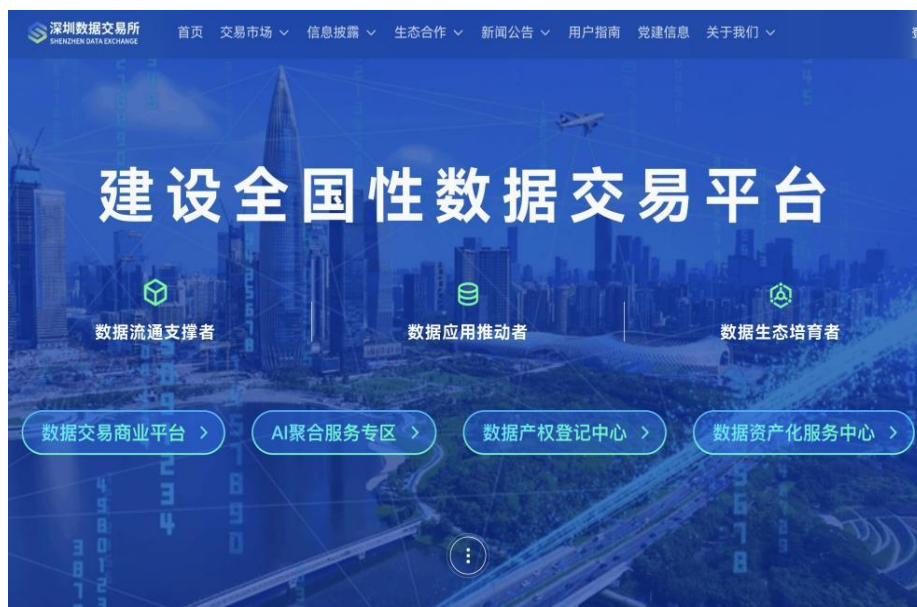 深圳数据交易所
SHENZHEN DATA EXCHANGE
首页 交易市场 信息披露 生态合作 新闻公告 用户指南 党建信息 关于我们
建设全国性数据交易平台
数据流通支撑者 数据应用推动者 数据生态培育者
数据交易商业平台 AI聚合服务专区 数据产权登记中心 数据资产化服务中心